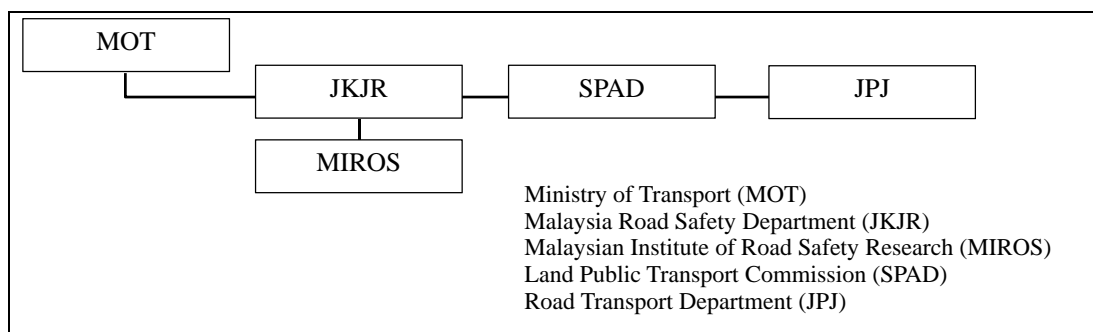 MOT
JKJR
SPAD
JPJ
MIROS
Ministry of Transport (MOT)
Malaysia Road Safety Department (JKJR)
Malaysian Institute of Road Safety Research (MIROS)
Land Public Transport Commission (SPAD)
Road Transport Department (JPJ)